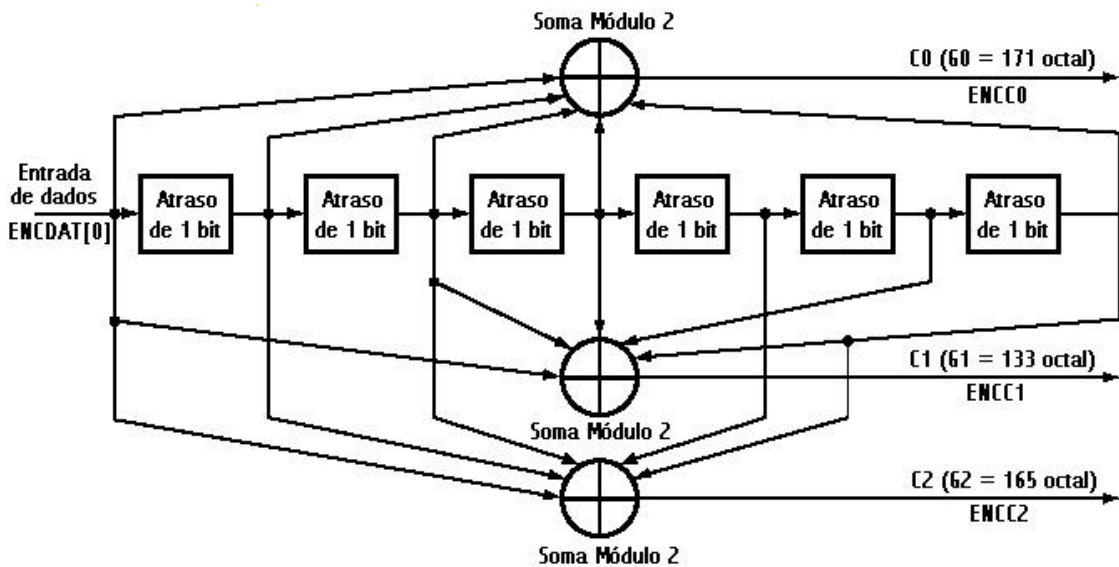 Soma Módulo 2
C0 (G0 = 171 octal)
ENCC0
Entrada
de dados
ENCDAT[0]
Atraso
de 1 bit
Atraso
de 1 bit
Atraso
de 1 bit
Atraso
de 1 bit
Atraso
de 1 bit
Atraso
de 1 bit
C1 (G1 = 133 octal)
ENCC1
Soma Módulo 2
C2 (G2 = 165 octal)
ENCC2
Soma Módulo 2